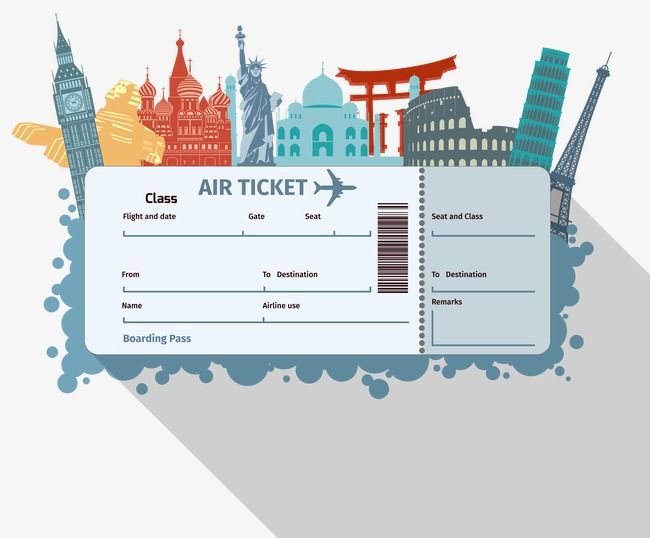 AIR TICKET
Class
Flight and date Gate Seat
Seat and Class
From To Destination
To Destination
Name Airline use
Remarks
Boarding Pass